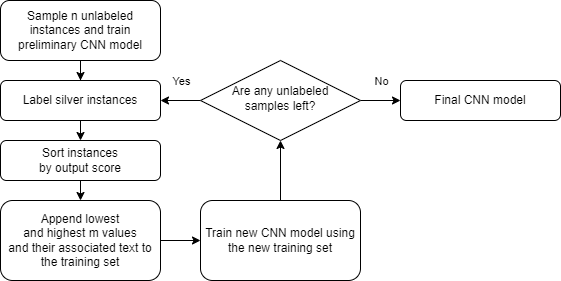 Sample n unlabeled
instances and train
preliminary CNN model
Yes
Are any unlabeled
samples left?
No
Label silver instances
Final CNN model
Sort instances
by output score
Append lowest
and highest m values
and their associated text to
the training set
Train new CNN model using
the new training set